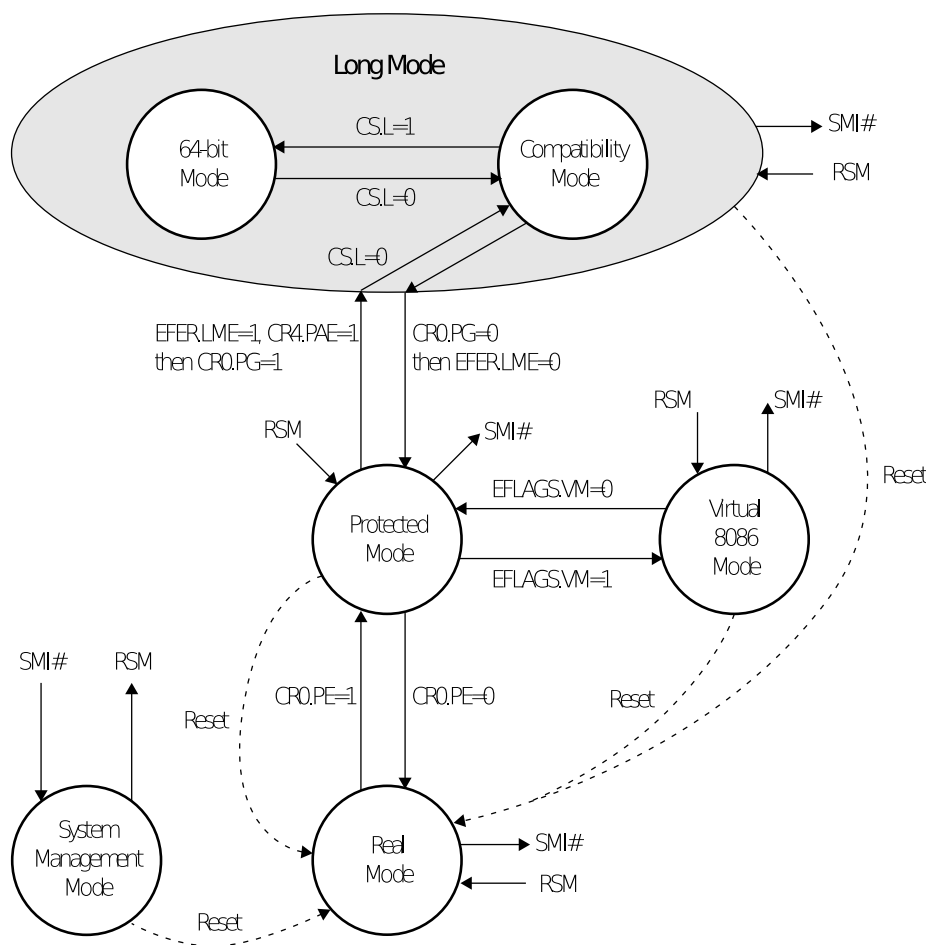 Long Mode
64-bit
Mode
CS.L=1
CS.L=0
Compatibility
Mode
SMI#
RSM
CS.L=0
EFER.LME=1, CR4.PAE=1
then CR0.PG=1
CR0.PG=0
then EFER.LME=0
RSM
SMI#
RSM
SMI#
Reset
Protected
Mode
EFLAGS.VM=0
EFLAGS.VM=1
Virtual
8086
Mode
SMI#
RSM
Reset
CR0.PE=1
CR0.PE=0
Reset
System
Management
Mode
Real
Mode
SMI#
RSM
Reset